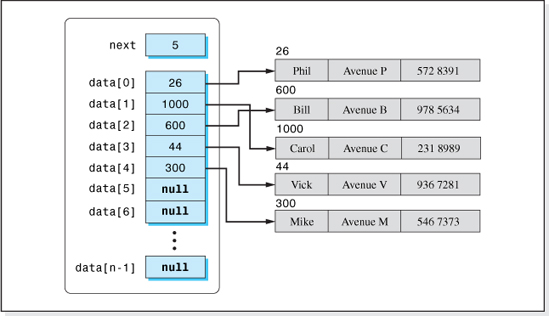 next 5
26
data[0] 26 Phil Avenue P 572 8391
600
data[1] 1000 Bill Avenue B 978 5634
data[2] 600
1000
data[3] 44 Carol Avenue C 231 8989
44
data[4] 300 Vick Avenue V 936 7281
data[5] null
300
data[6] null Mike Avenue M 546 7373
data[n-1] null